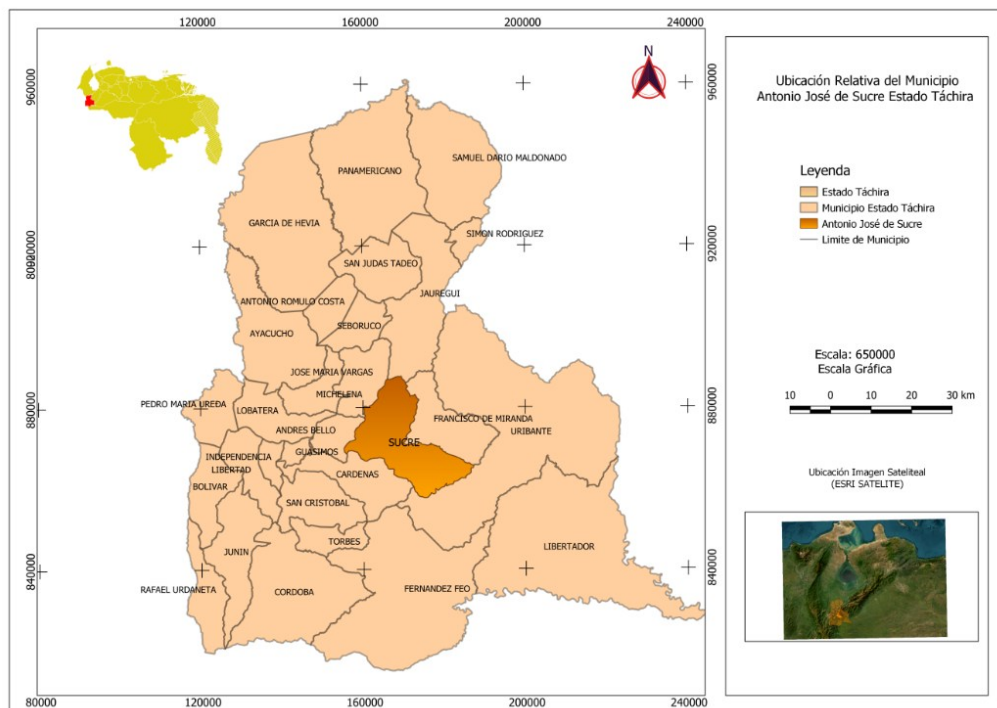 120000
160000
200000
240000
960000
N
960000
Ubicación Relativa del Municipio
Antonio José de Sucre Estado Táchira
Leyenda
Estado Táchira
Municipio Estado Táchira
Antonio José de Sucre
Limite de Municipio
SAMUEL DARIO MALDONADO
PANAMERICANO
GARCIA DE HEVIA
SIMON RODRIGUEZ
920000
SAN JUDAS TADEO
JAUREGUI
ANTONIO ROMULO COSTA
SEBORUCO
AYACUCHO
JOSE MARIA VARGAS
MICHELENA
PEDRO MARIA UREÐA
LOBATERA
880000
880000
FRANCISCO DE MIRANDA
URIBANTE
ANDRES BELLO
SUCRE
GUASIMOS
INDEPENDENCIA
LIBERTAD
CARDENAS
BOLIVAR
SAN CRISTOBAL
TORBES
JUNIN
LIBERTADOR
840000
840000
RAFAEL URDANETA
CORDOBA
FERNANDEZ FEO
80000
120000
160000
200000
240000
Escala: 650000
Escala Gráfica
10 0 10 20 30 km
Ubicación Imagen Sateliteal
(ESRI SATELITE)